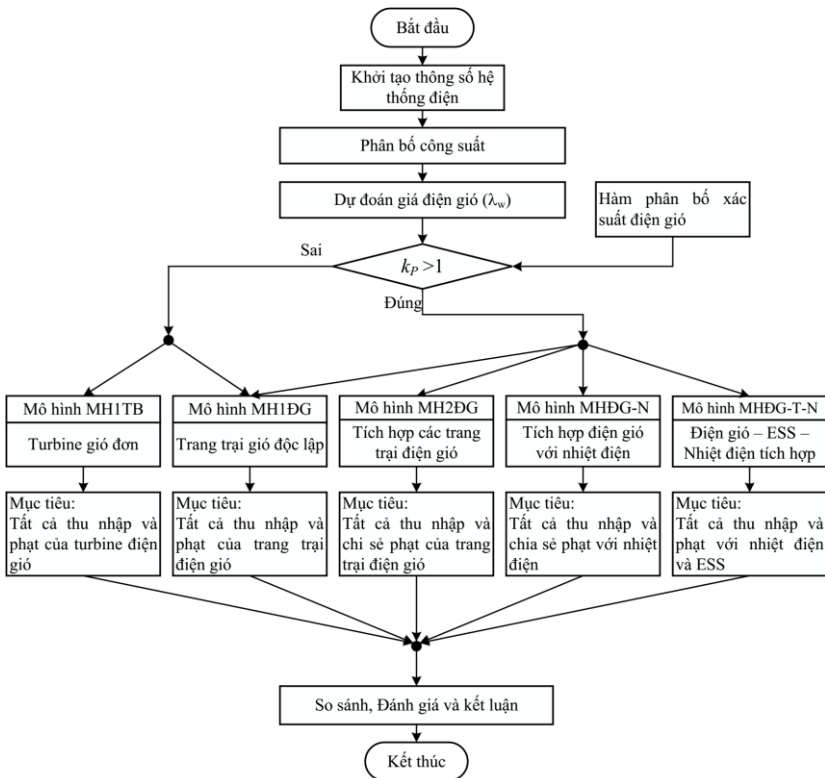 Bắt đầu
Khởi tạo thông số hệ
thống điện
Phân bố công suất
Dự đoán giá điện gió (λw)
Hàm phân bố xác
suất điện gió
Sai
kP >1
Đúng
Mô hình MH1TB
Turbine gió đơn
Mô hình MH1ĐG
Trang trại gió độc lập
Mô hình MH2ĐG
Tích hợp các trang
trại điện gió
Mô hình MHĐG-N
Tích hợp điện gió
với nhiệt điện
Mô hình MHĐG-T-N
Điện gió – ESS –
Nhiệt điện tích hợp
Mục tiêu:
Tất cả thu nhập và
phạt của turbine điện
gió
Mục tiêu:
Tất cả thu nhập và
phạt của trang trại
điện gió
Mục tiêu:
Tất cả thu nhập và
chi sẻ phạt của trang
trại điện gió
Mục tiêu:
Tất cả thu nhập và
chia sẻ phạt với nhiệt
điện
Mục tiêu:
Tất cả thu nhập và
phạt với nhiệt điện
và ESS
So sánh, Đánh giá và kết luận
Kết thúc